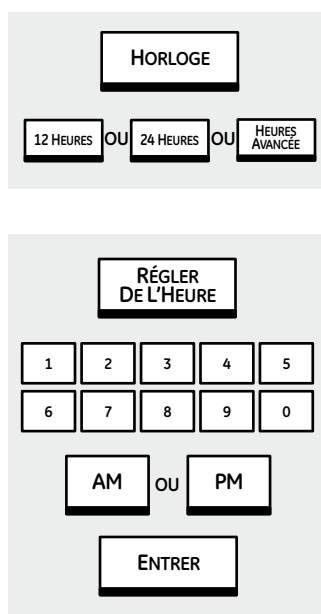 HORLOGE
12 HEURES OU 24 HEURES OU HEURES AVANCÉE
RÉGLER
DE L'HEURE
1 2 3 4 5
6 7 8 9 0
AM OU PM
ENTRER